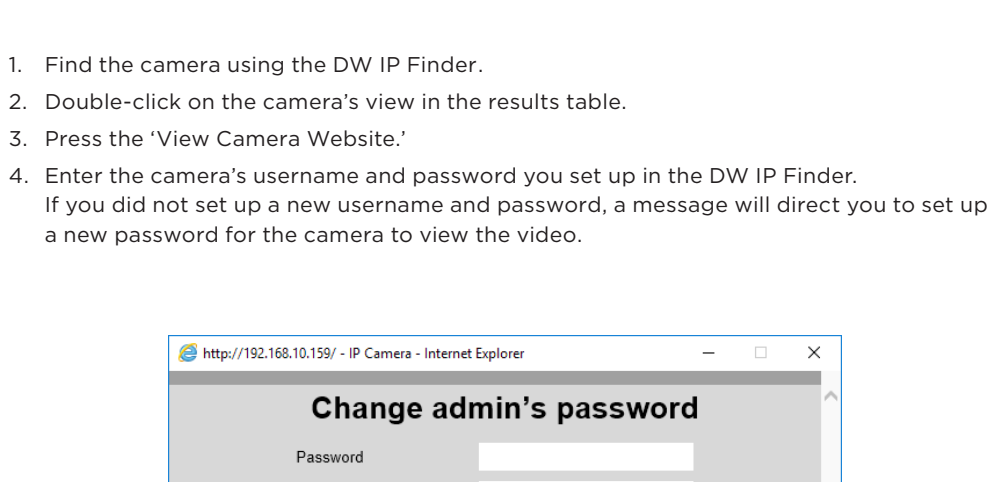 1. Find the camera using the DW IP Finder.
2. Double-click on the camera’s view in the results table.
3. Press the ‘View Camera Website.’
4. Enter the camera’s username and password you set up in the DW IP Finder.
If you did not set up a new username and password, a message will direct you to set up
a new password for the camera to view the video.
http://192.168.10.159/ - IP Camera - Internet Explorer
Change admin’s password
Password